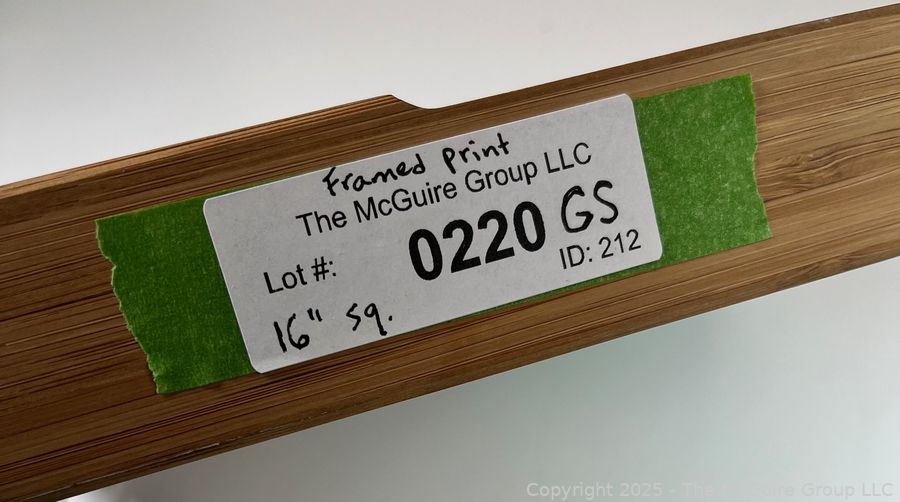 Framed Print
The McGuire Group LLC
Lot #: 0220 GS
ID: 212
16" sq.
Copyright 2025 - The McGuire Group LLC